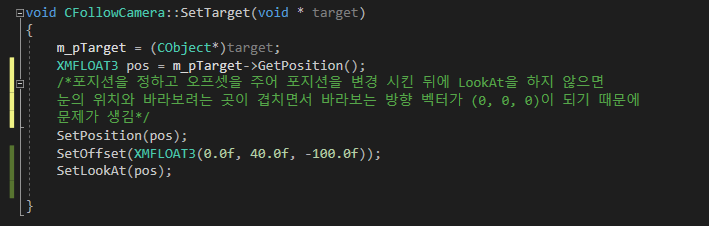 void CFollowCamera::SetTarget(void * target)
{
m_pTarget = (CObject*)target;
XMFLOAT3 pos = m_pTarget->GetPosition();
/*포지션을 정하고 오프셋을 주어 포지션을 변경 시킨 뒤에 LookAt을 하지 않으면
눈의 위치와 바라보려는 곳이 겹치면서 바라보는 방향 벡터가 (0, 0, 0)이 되기 때문에
문제가 생김*/
SetPosition(pos);
SetOffset(XMFLOAT3(0.0f, 40.0f, -100.0f));
SetLookAt(pos);
}